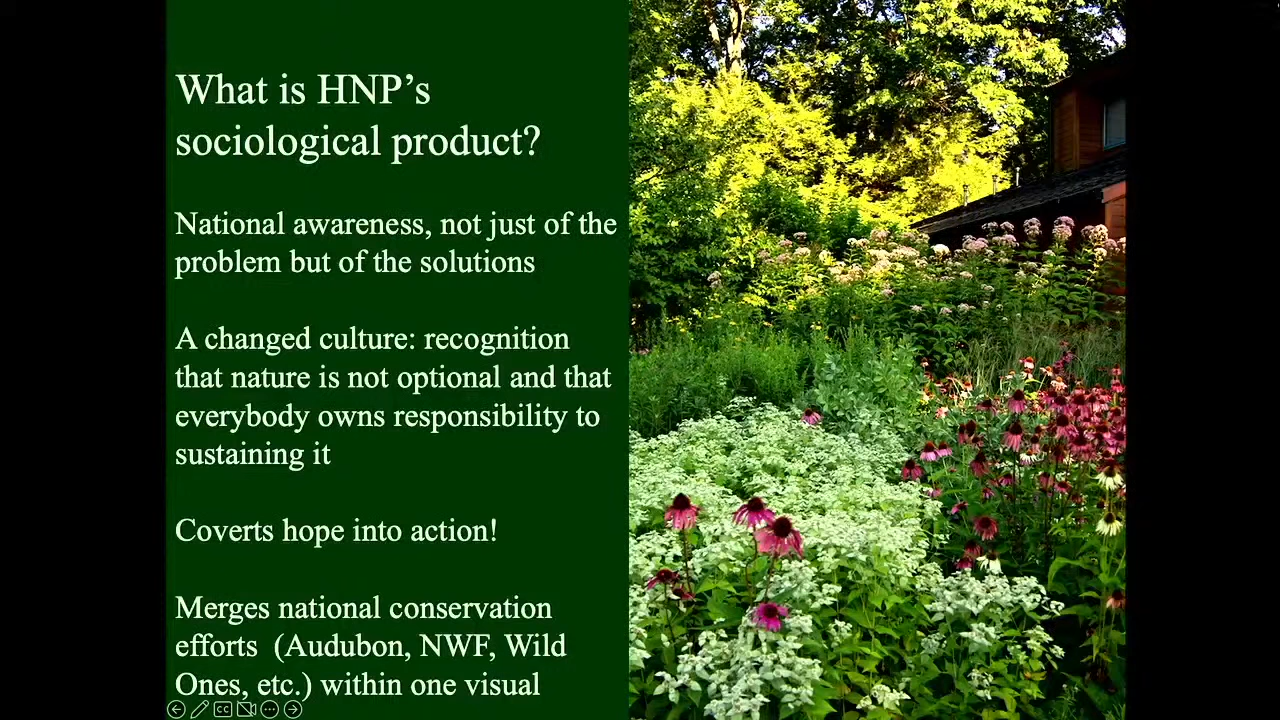 What is HNP’s
sociological product?
National awareness, not just of the
problem but of the solutions
A changed culture: recognition
that nature is not optional and that
everybody owns responsibility to
sustaining it
Coverts hope into action!
Merges national conservation
efforts  (Audubon, NWF, Wild
Ones, etc.) within one visual
CC